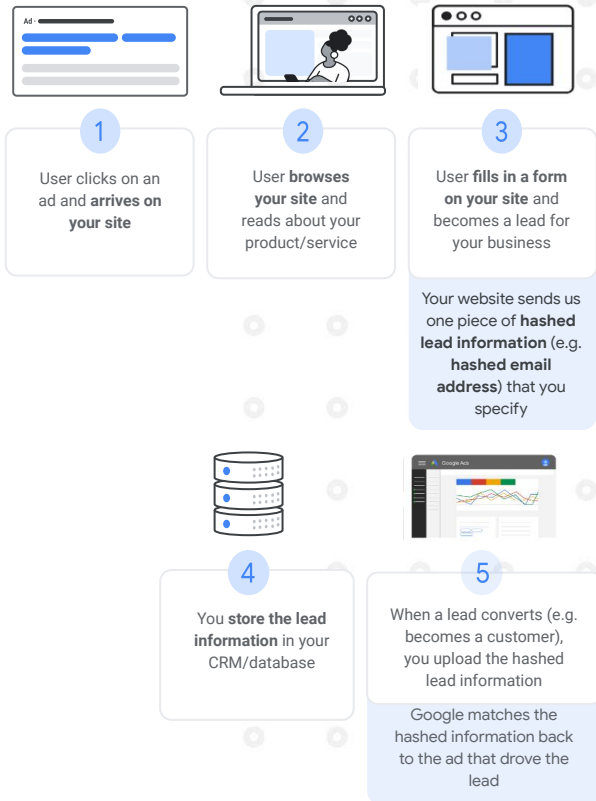 Ad ·
1
User clicks on an
ad and arrives on
your site
2
User browses
your site and
reads about your
product/service
3
User fills in a form
on your site and
becomes a lead for
your business
Your website sends us
one piece of hashed
lead information (e.g.
hashed email
address) that you
specify
4
You store the lead
information in your
CRM/database
Google Ads
5
When a lead converts (e.g.
becomes a customer),
you upload the hashed
lead information
Google matches the
hashed information back
to the ad that drove the
lead